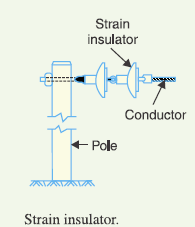 Strain
insulator
Conductor
Pole
Strain insulator.